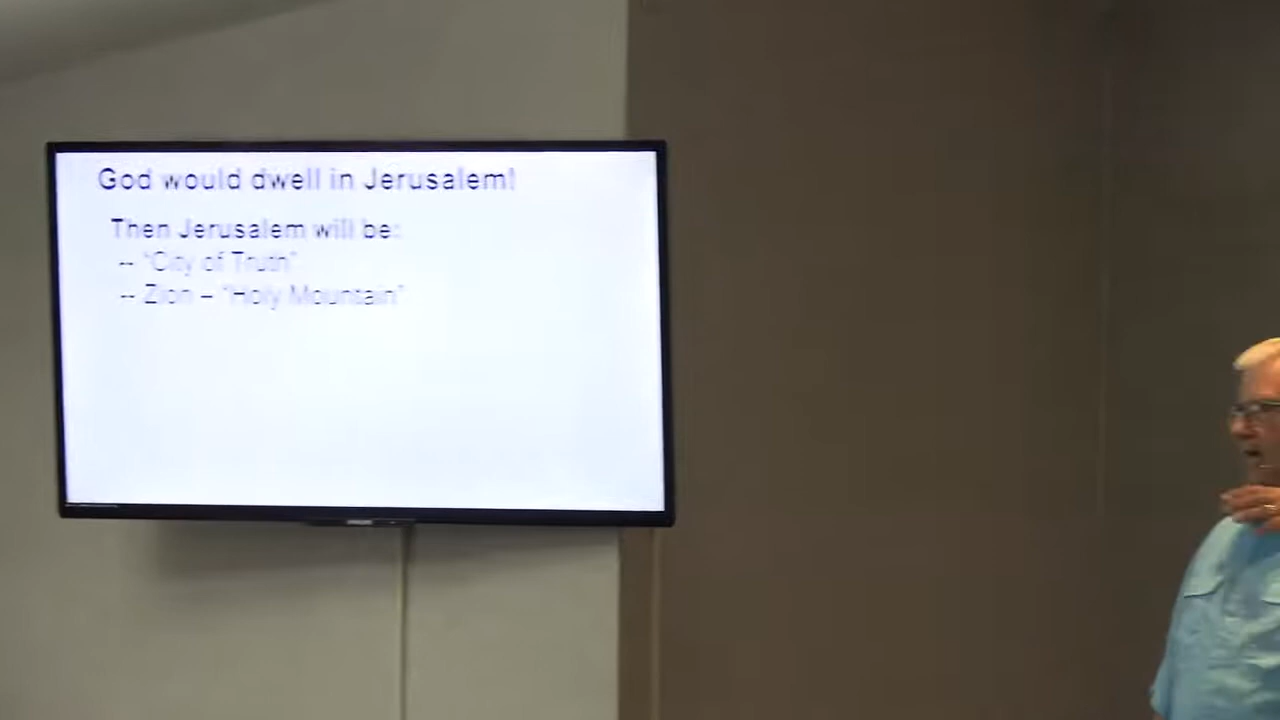 God would dwell in Jerusalem!
Then Jerusalem will be:
-- “City of Truth”
-- Zion – “Holy Mountain”